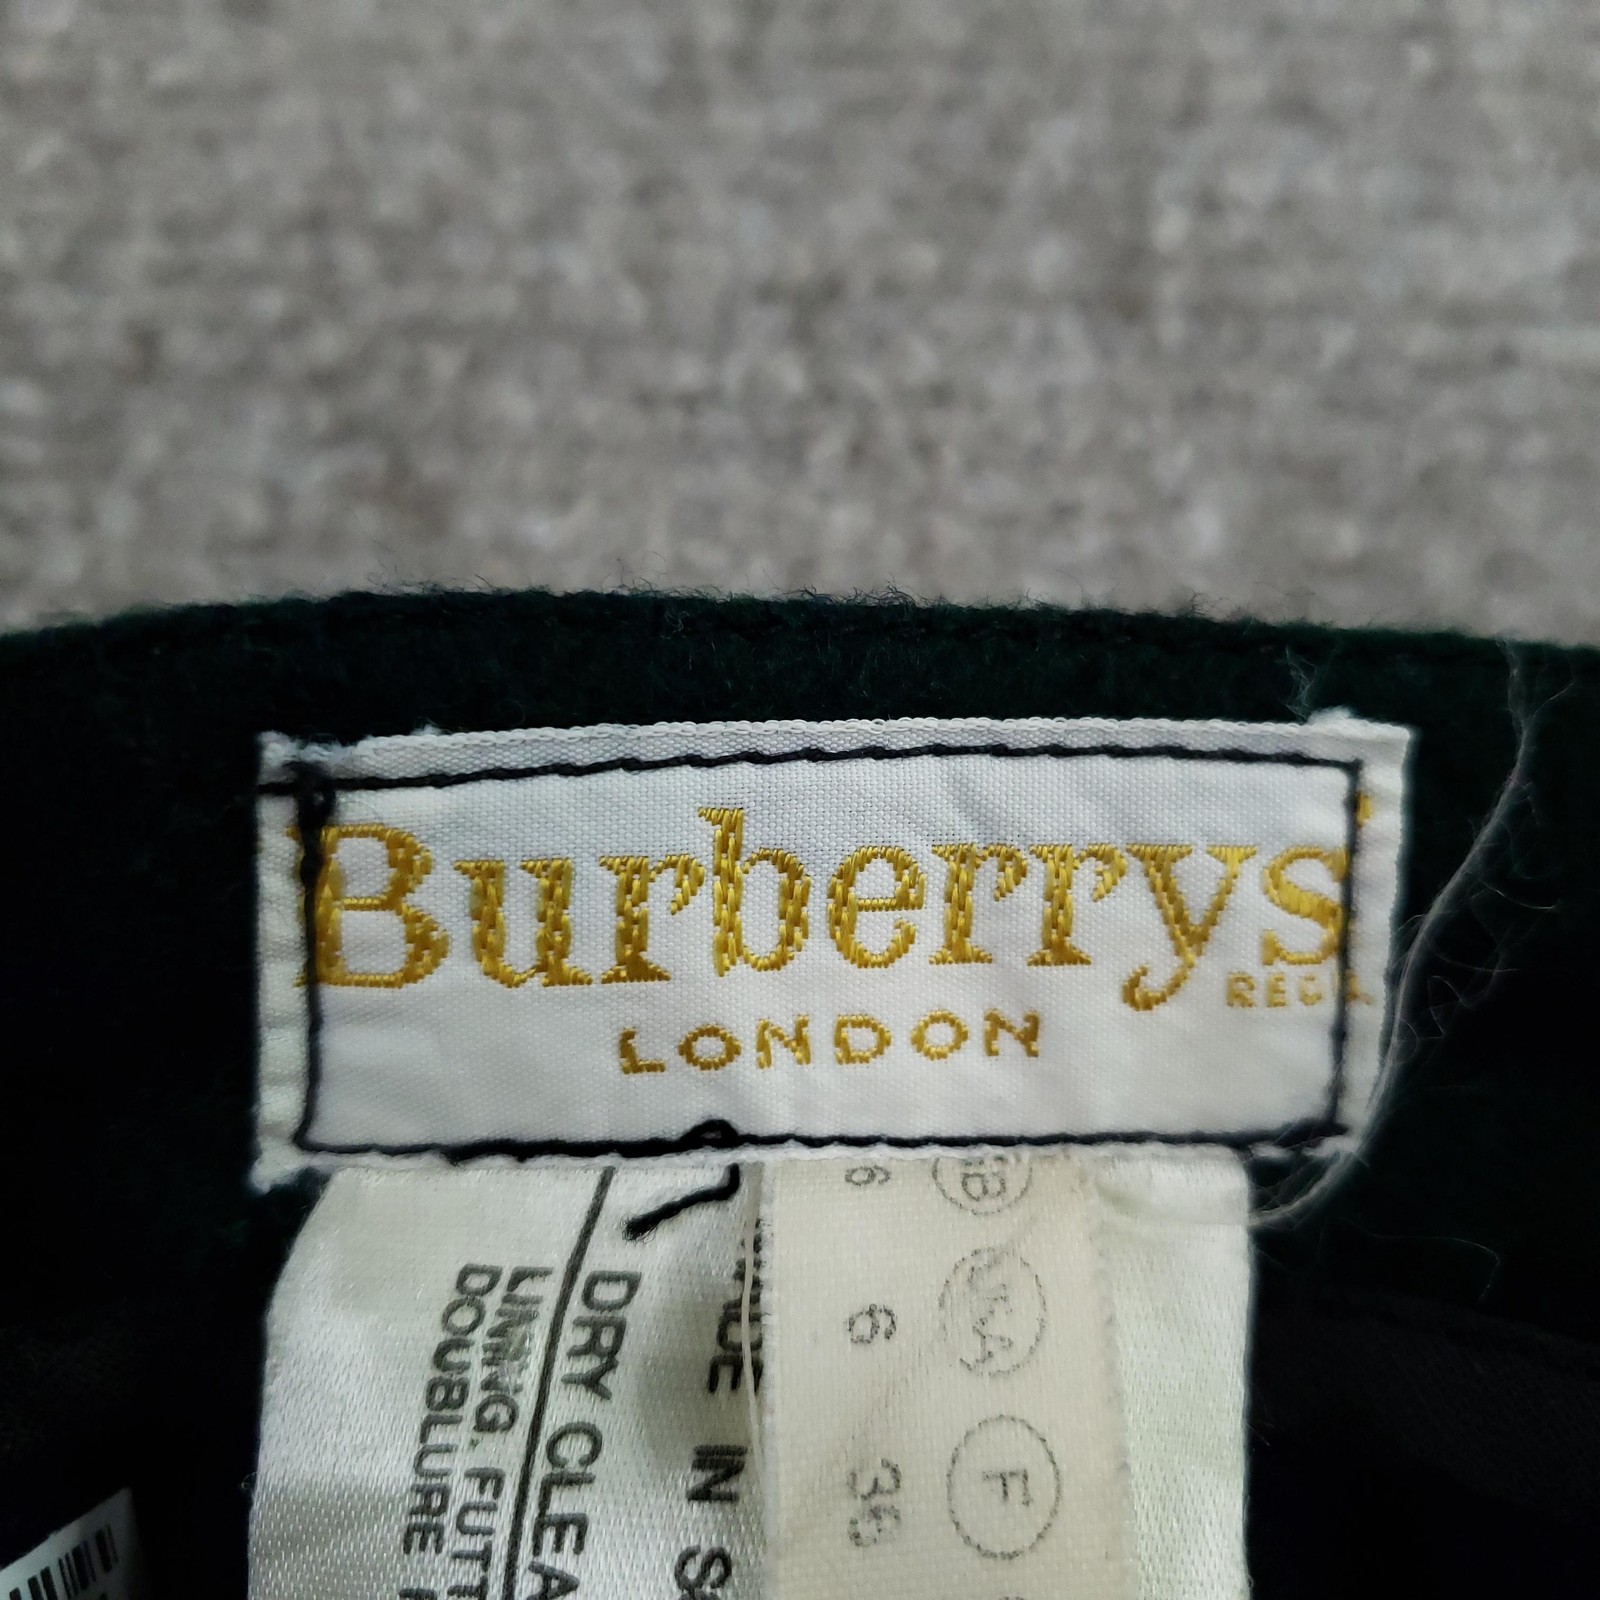 Burberrys'
REGD.
LONDON
6 GB
6 USA
36 F
MADE IN
DRY CLEA
LINING. FUTT
DOUBLURE